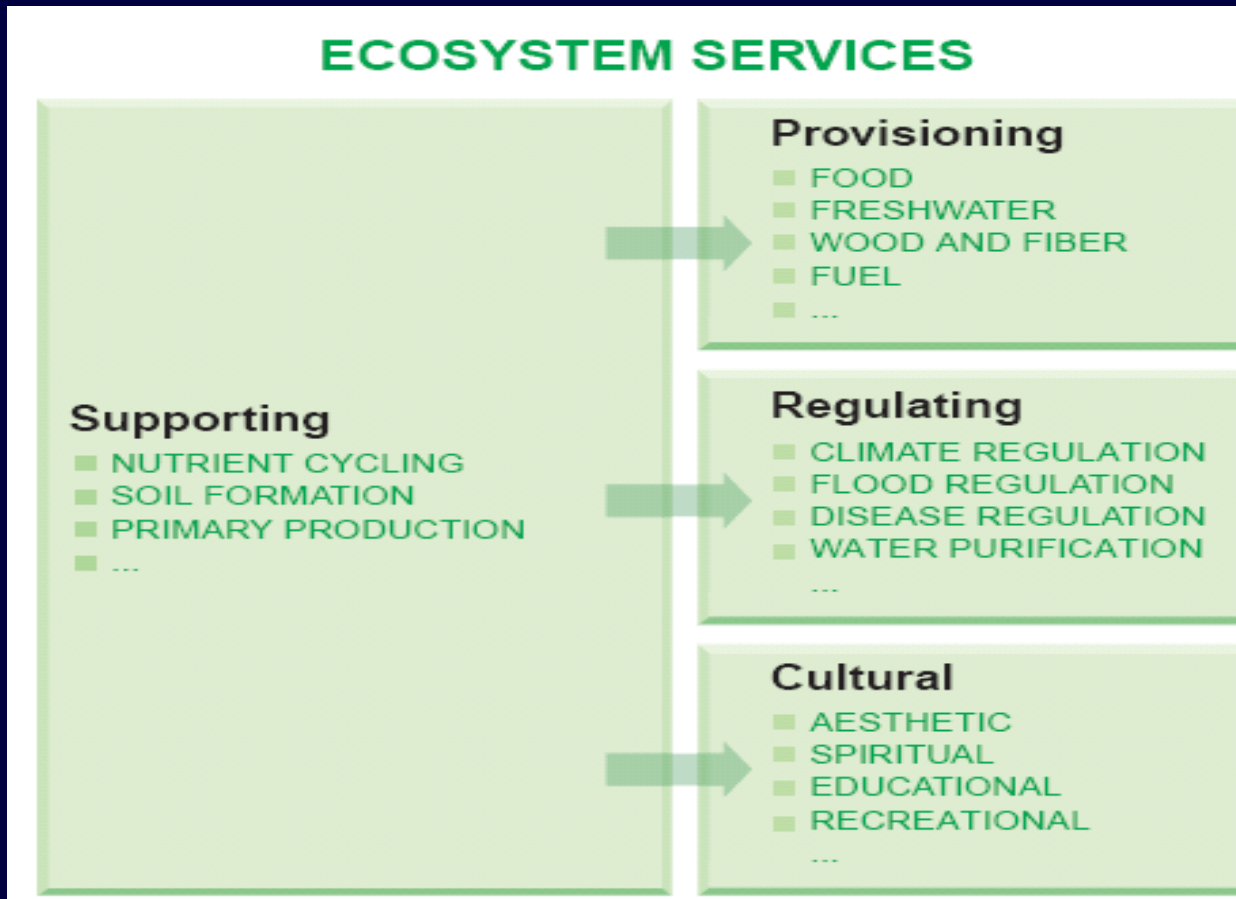 ECOSYSTEM SERVICES
Supporting
NUTRIENT CYCLING
SOIL FORMATION
PRIMARY PRODUCTION
...
Provisioning
FOOD
FRESHWATER
WOOD AND FIBER
FUEL
...
Regulating
CLIMATE REGULATION
FLOOD REGULATION
DISEASE REGULATION
WATER PURIFICATION
...
Cultural
AESTHETIC
SPIRITUAL
EDUCATIONAL
RECREATIONAL
...